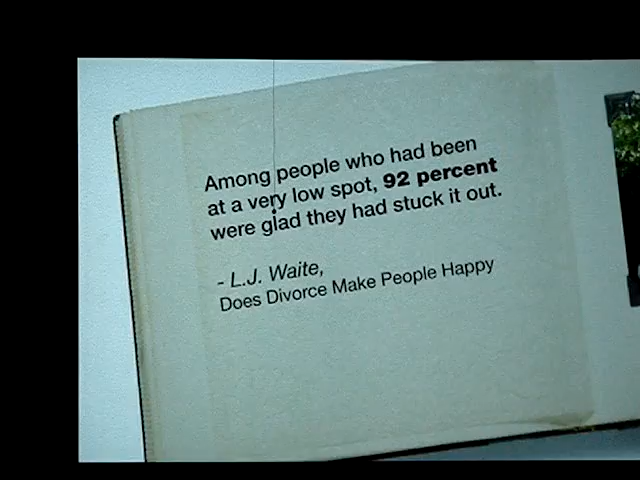 Among people who had been
at a very low spot, 92 percent
were glad they had stuck it out.
- L.J. Waite,
Does Divorce Make People Happy